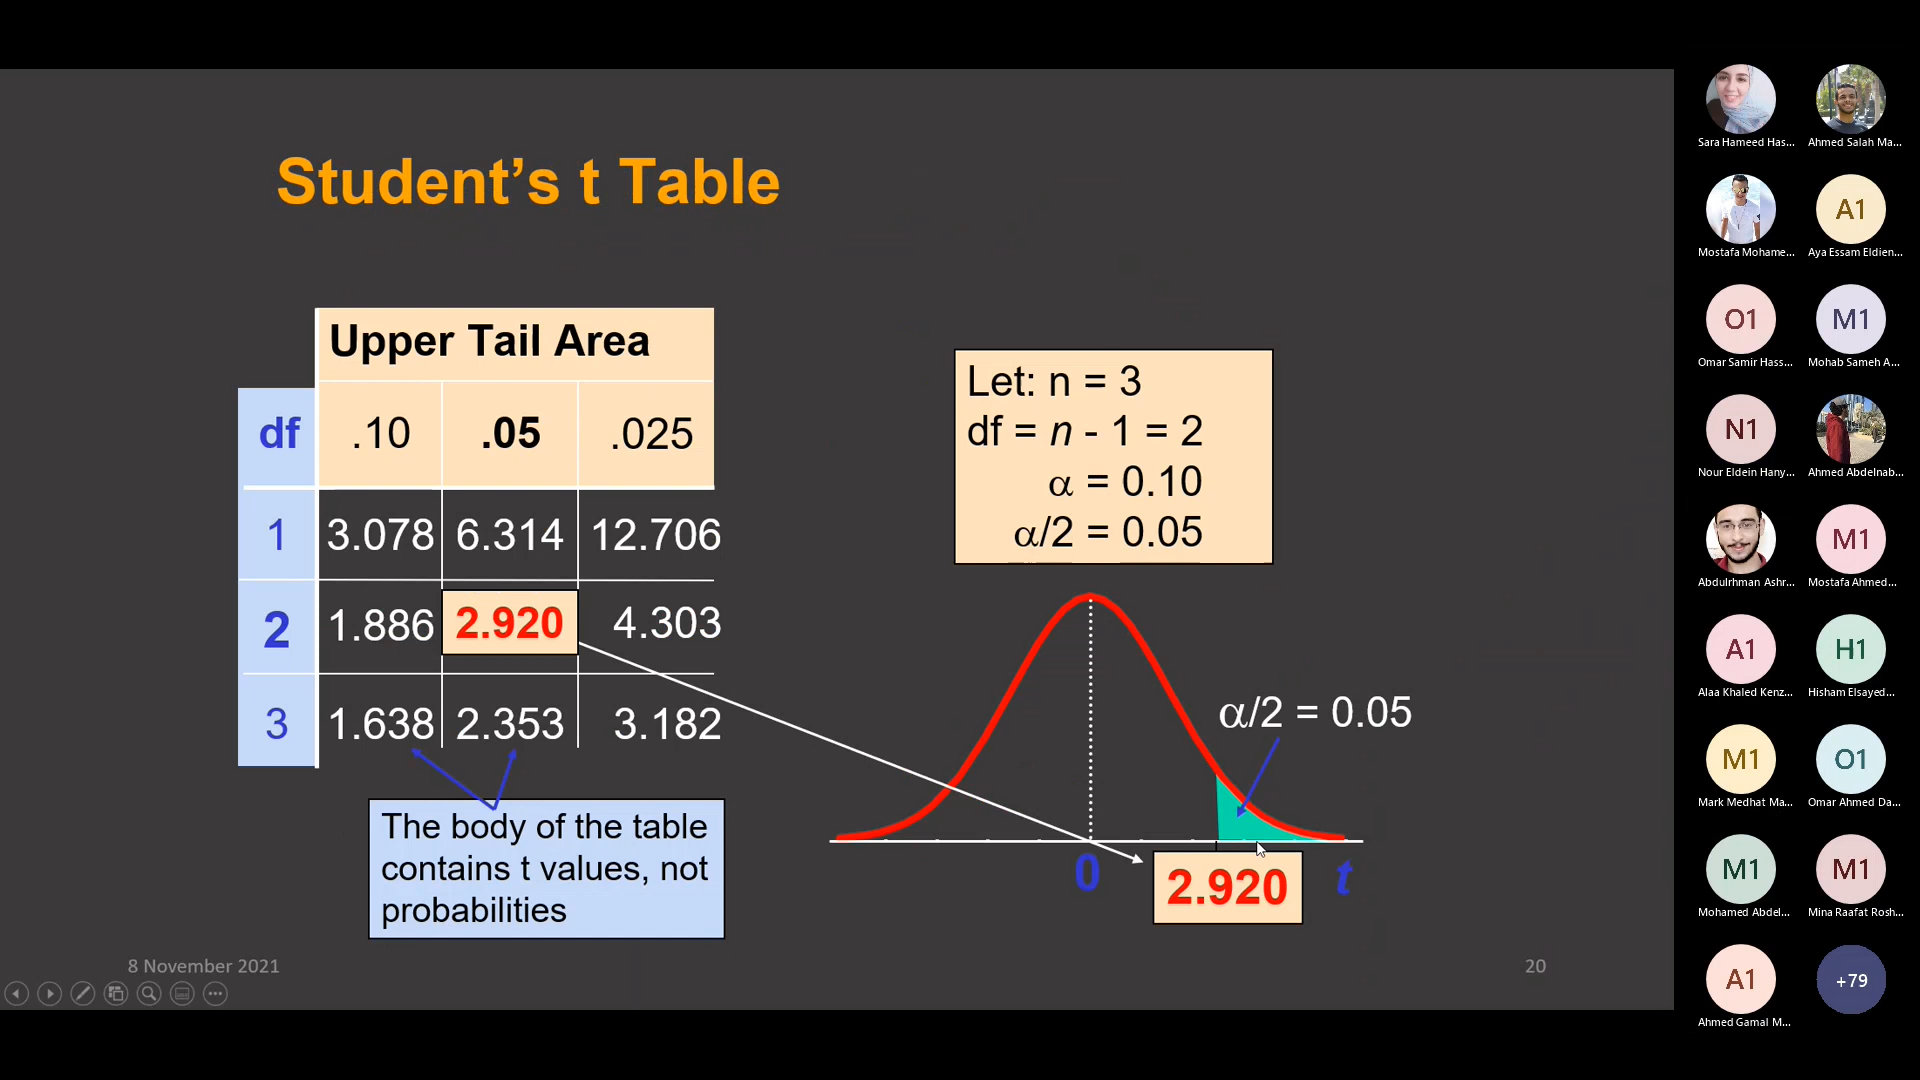 Student’s t Table
Upper Tail Area
df .10 .05 .025
1 3.078 6.314 12.706
2 1.886 2.920 4.303
3 1.638 2.353 3.182
The body of the table
contains t values, not
probabilities
Let: n = 3
df = n - 1 = 2
α = 0.10
α/2 = 0.05
α/2 = 0.05
0
2.920
t
8 November 2021
20
Sara Hameed Has...
Ahmed Salah Ma...
Mostafa Mohame...
A1
Aya Essam Eldien...
O1
Omar Samir Hass...
M1
Mohab Sameh A...
N1
Nour Eldein Hany...
Ahmed Abdelnab...
Abdulrhman Ashr...
M1
Mostafa Ahmed...
A1
Alaa Khaled Kenz...
H1
Hisham Elsayed...
M1
Mark Medhat Ma...
O1
Omar Ahmed Da...
M1
Mohamed Abdel...
M1
Mina Raafat Rosh...
A1
Ahmed Gamal M...
+79